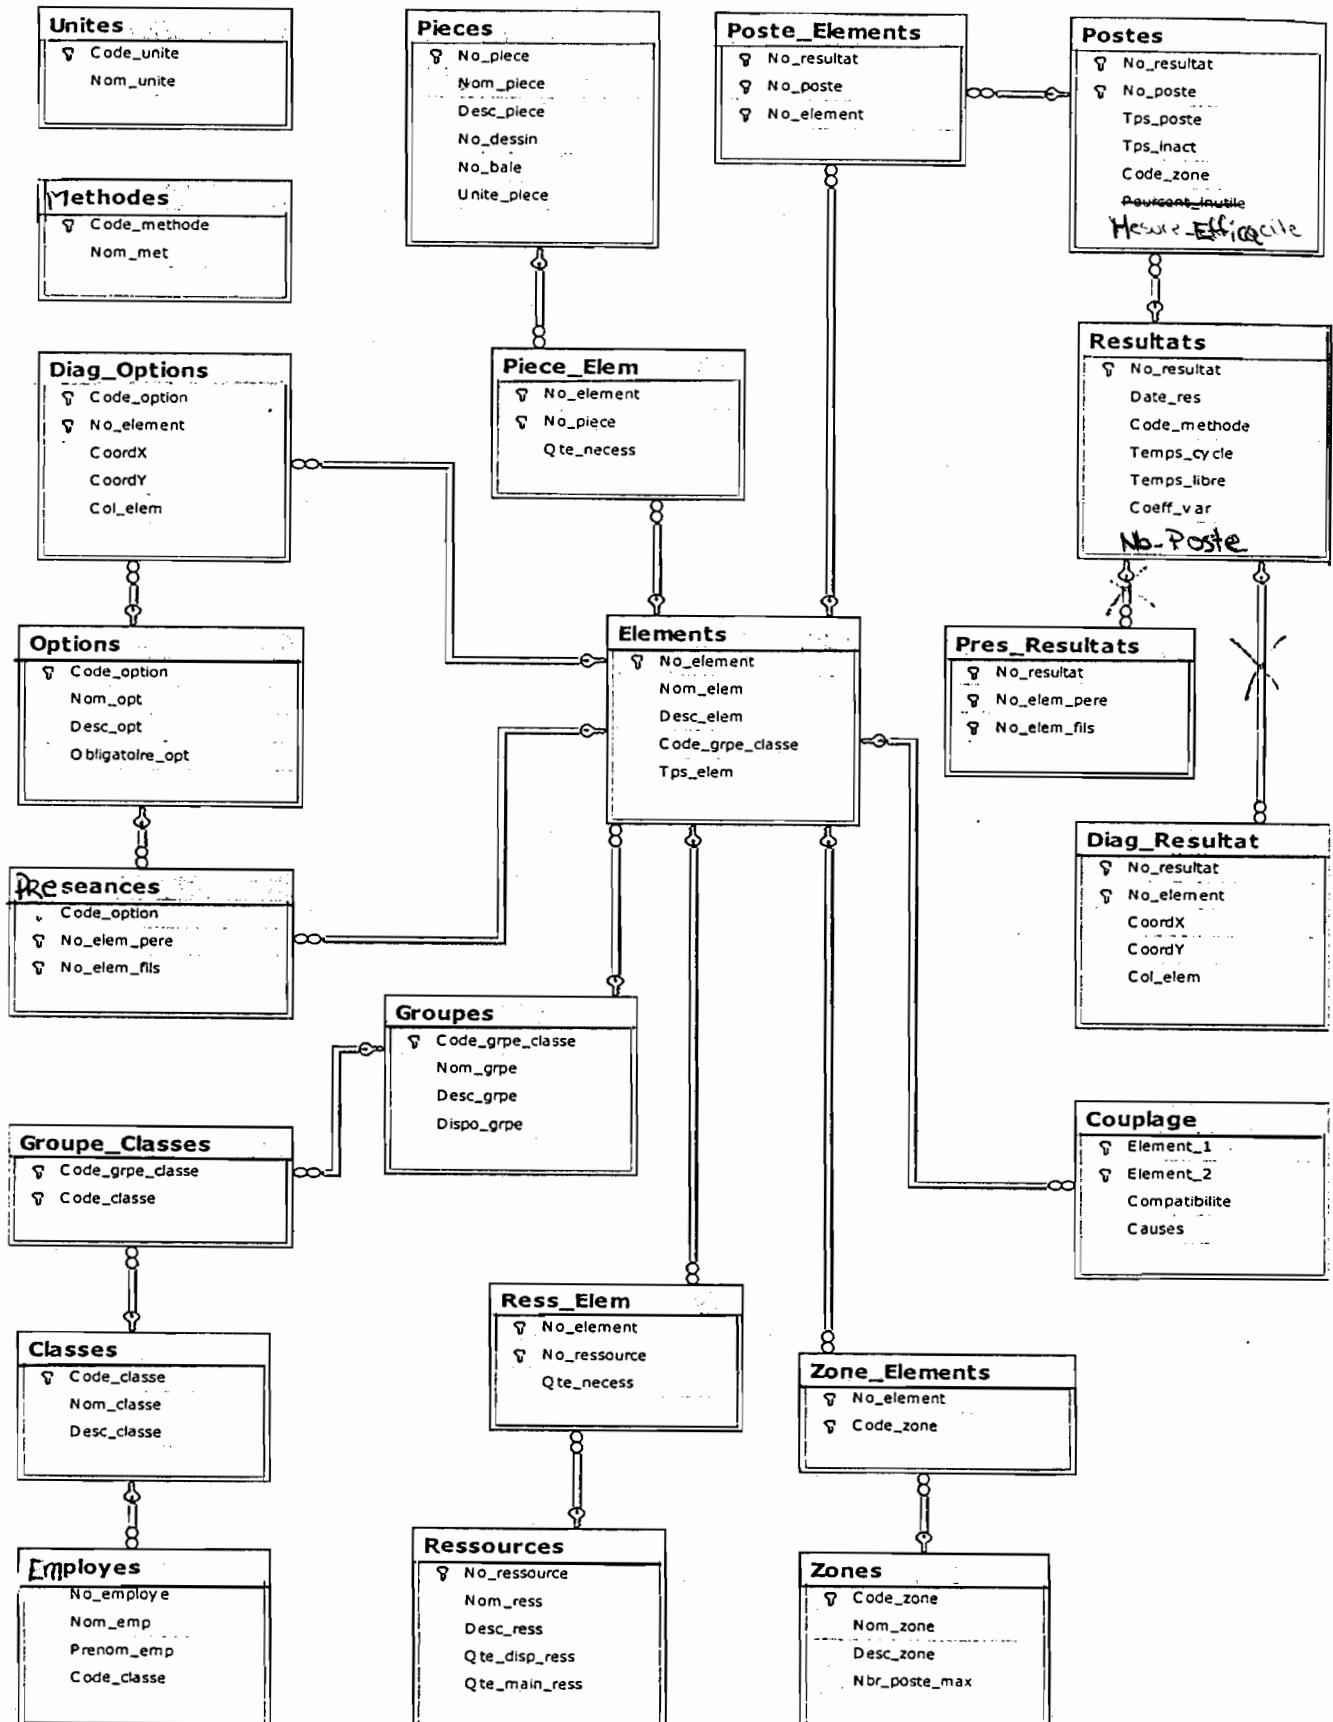 Unites
Code_unite
Nom_unite
Methodes
Code_methode
Nom_met
Diag_Options
Code_option
No_element
CoordX
CoordY
Col_elem
Options
Code_option
Nom_opt
Desc_opt
Obligatoire_opt
PREseances
Code_option
No_elem_pere
No_elem_fils
Groupe_Classes
Code_grpe_classe
Code_classe
Classes
Code_classe
Nom_classe
Desc_classe
Employes
No_employe
Nom_emp
Prenom_emp
Code_classe
Pieces
No_piece
Nom_piece
Desc_piece
No_dessin
No_baie
Unite_piece
Piece_Elem
No_element
No_piece
Qte_necess
Elements
No_element
Nom_elem
Desc_elem
Code_grpe_classe
Tps_elem
Groupes
Code_grpe_classe
Nom_grpe
Desc_grpe
Dispo_grpe
Ress_Elem
No_element
No_ressource
Qte_necess
Ressources
No_ressource
Nom_ress
Desc_ress
Qte_disp_ress
Qte_main_ress
Poste_Elements
No_resultat
No_poste
No_element
Postes
No_resultat
No_poste
Tps_poste
Tps_inact
Code_zone
Pourcent_inutile
Mesure_Efficacite
Resultats
No_resultat
Date_res
Code_methode
Temps_cycle
Temps_libre
Coeff_var
Nb_Poste
Pres_Resultats
No_resultat
No_elem_pere
No_elem_fils
Diag_Resultat
No_resultat
No_element
CoordX
CoordY
Col_elem
Couplage
Element_1
Element_2
Compatibilite
Causes
Zone_Elements
No_element
Code_zone
Zones
Code_zone
Nom_zone
Desc_zone
Nbr_poste_max